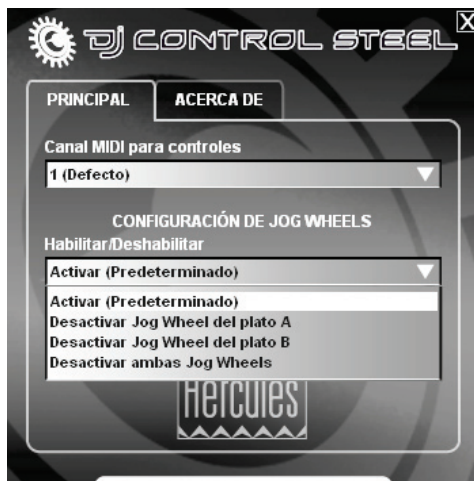 DJ CONTROL STEEL
X
PRINCIPAL
ACERCA DE
Canal MIDI para controles
1 (Defecto)
CONFIGURACIÓN DE JOG WHEELS
Habilitar/Deshabilitar
Activar (Predeterminado)
Activar (Predeterminado)
Desactivar Jog Wheel del plato A
Desactivar Jog Wheel del plato B
Desactivar ambas Jog Wheels
Hercules